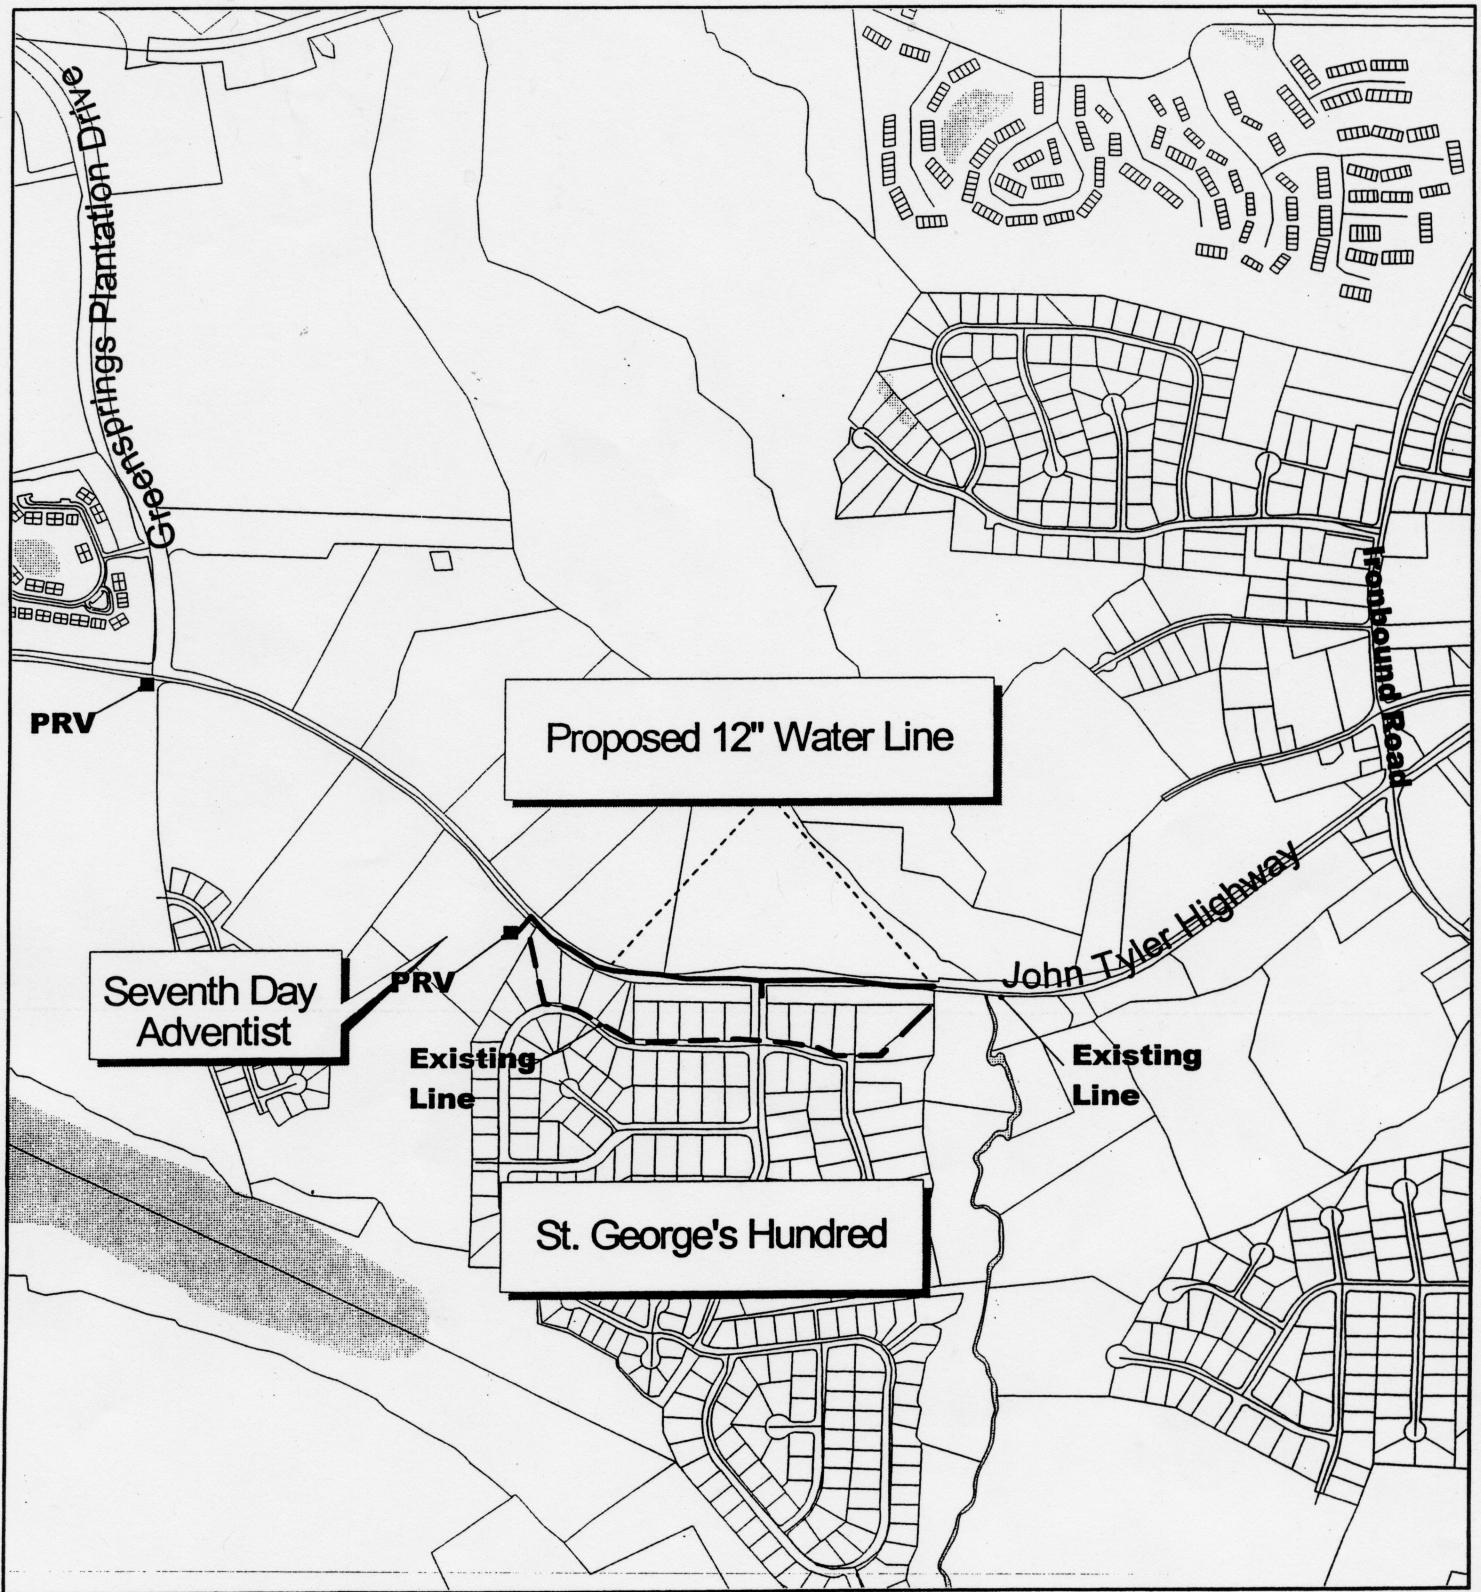 Greensprings Plantation Drive
Ironbound Road
PRV
Proposed 12" Water Line
John Tyler Highway
Seventh Day
Adventist
PRV
Existing
Line
Existing
Line
St. George's Hundred